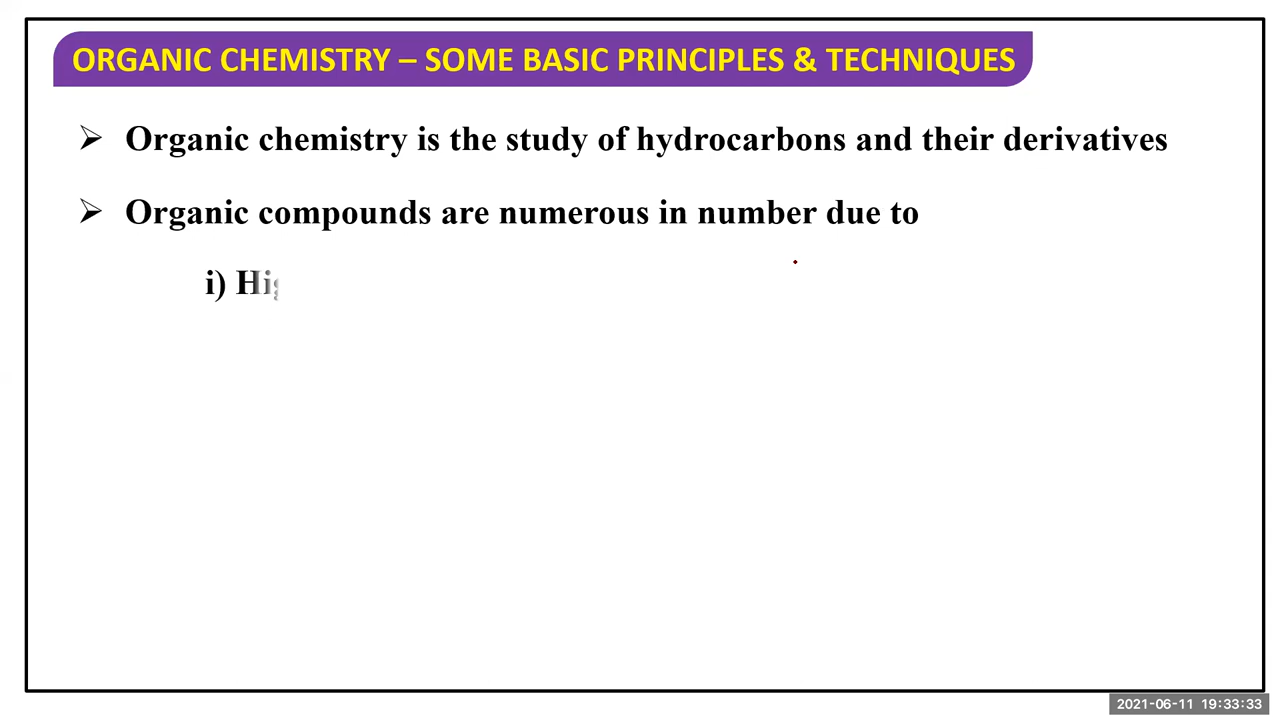 ORGANIC CHEMISTRY – SOME BASIC PRINCIPLES & TECHNIQUES
Organic chemistry is the study of hydrocarbons and their derivatives
Organic compounds are numerous in number due to
i)
2021-06-11 19:33:33